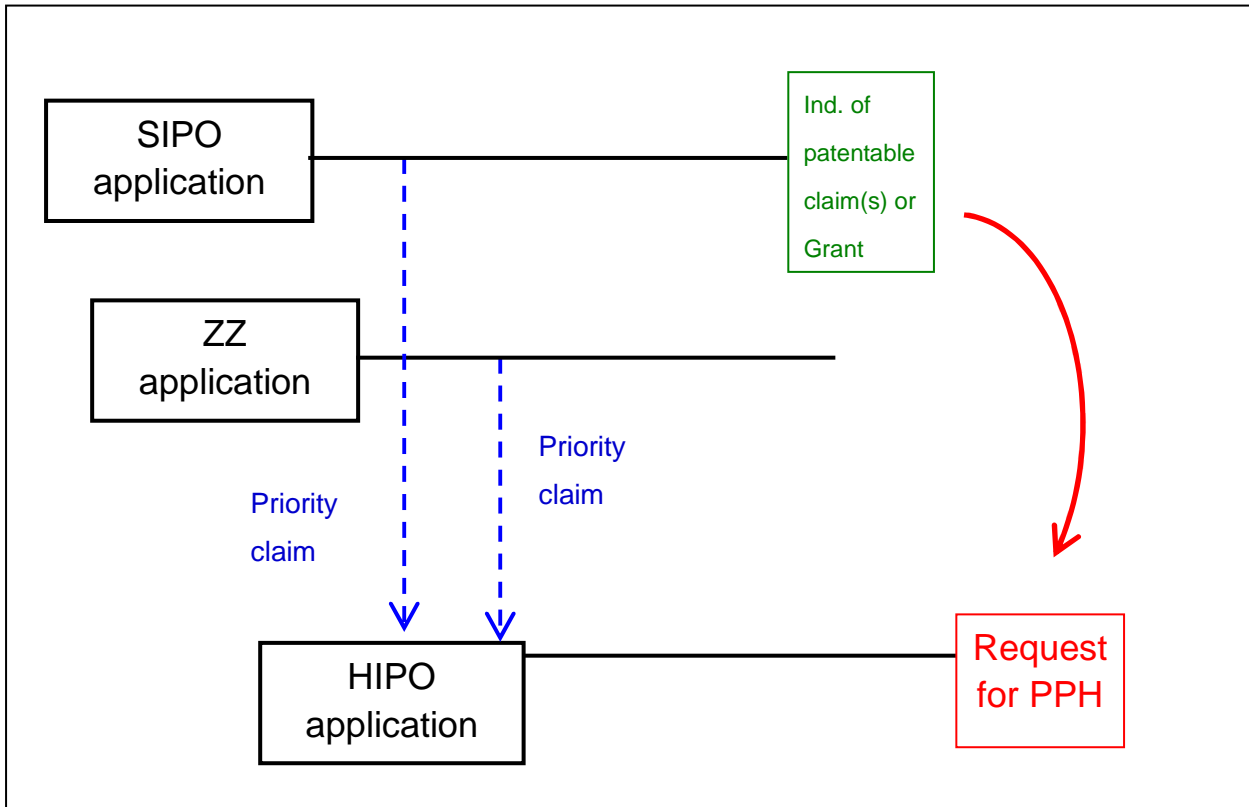 SIPO
application
Ind. of
patentable
claim(s) or
Grant
ZZ
application
Priority
claim
Priority
claim
HIPO
application
Request
for PPH